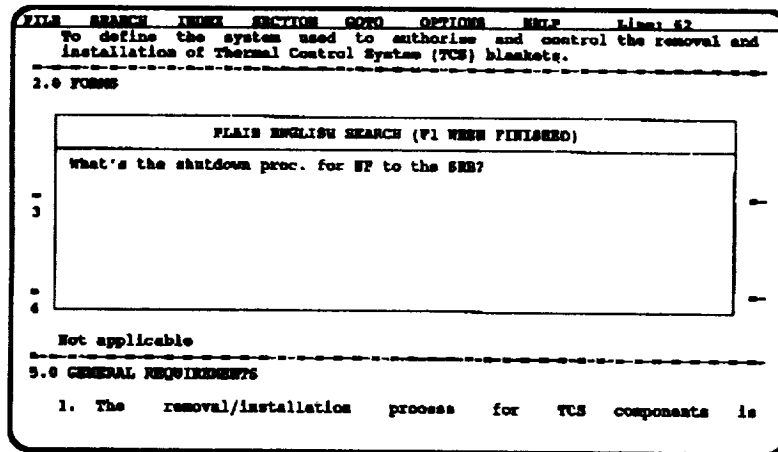 FILE SEARCH INDEX SECTION GOTO OPTIONS HELP Line: 62
To define the system used to authorize and control the removal and
installation of Thermal Control System (TCS) blankets.
2.0 FORMS
PLAIN ENGLISH SEARCH (F1 WHEN FINISHED)
What's the shutdown proc. for HF to the SRB?
3
4
Not applicable
5.0 GENERAL REQUIREMENTS
1. The removal/installation process for TCS components is